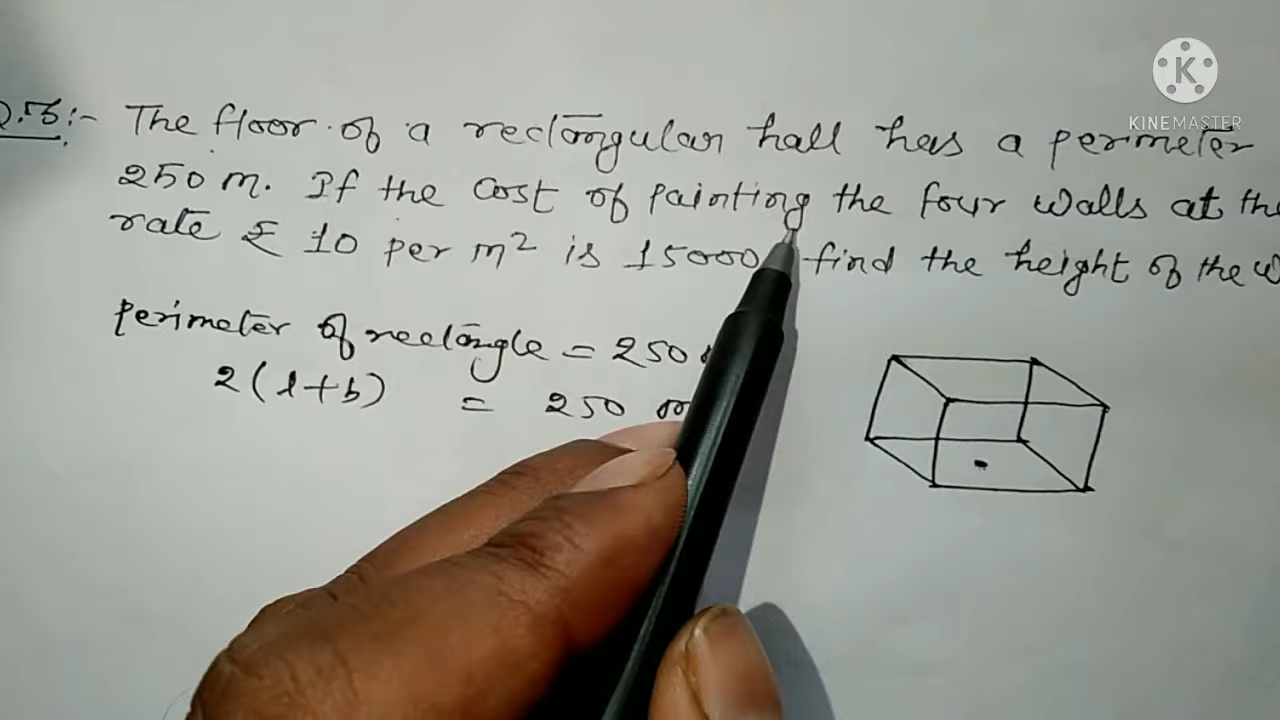 Q.5:- The floor of a rectangular hall has a perimeter
250 m. If the cost of painting the four walls at the
rate ₹ 10 per m² is 15000, find the height of the
perimeter of rectangle = 250
2(l+b) = 250 m
K
KINEMASTER